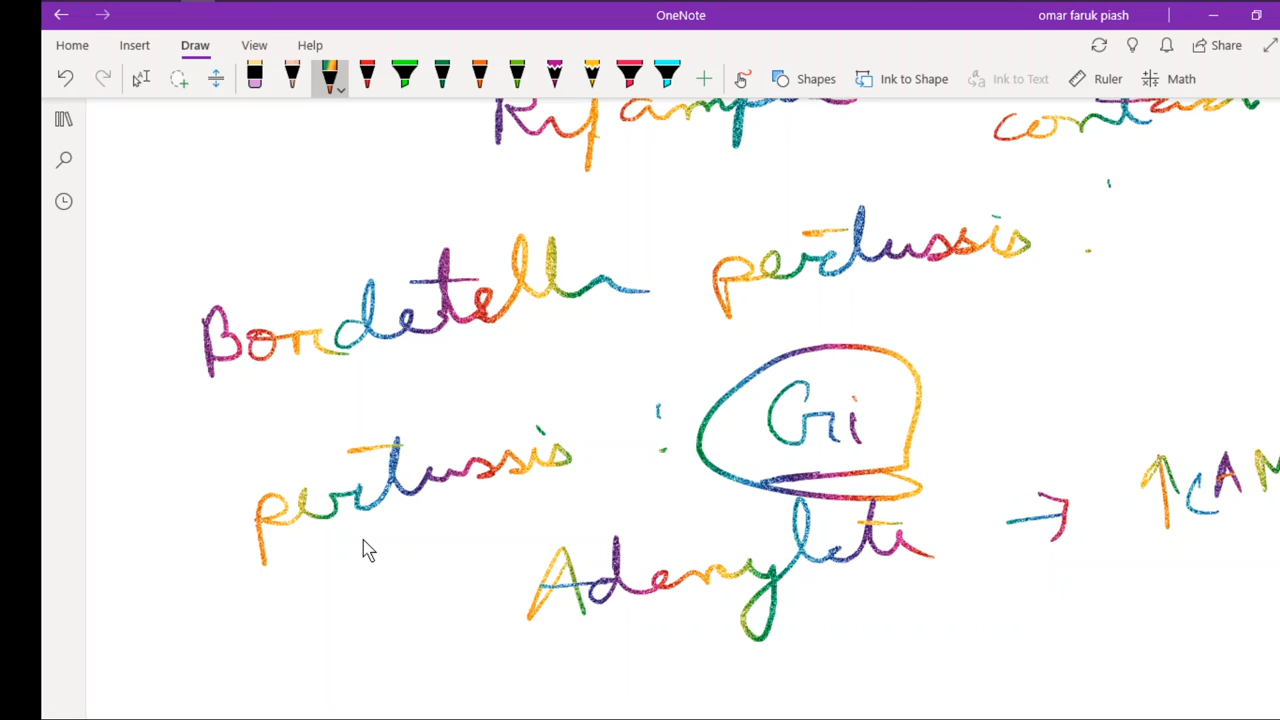 OneNote
omar faruk piash
Home Insert Draw View Help
Share
Shapes Ink to Shape Ink to Text Ruler Math
Bordetella pertussis :
pertussis : Gi
Adenylate → ↑ CAM